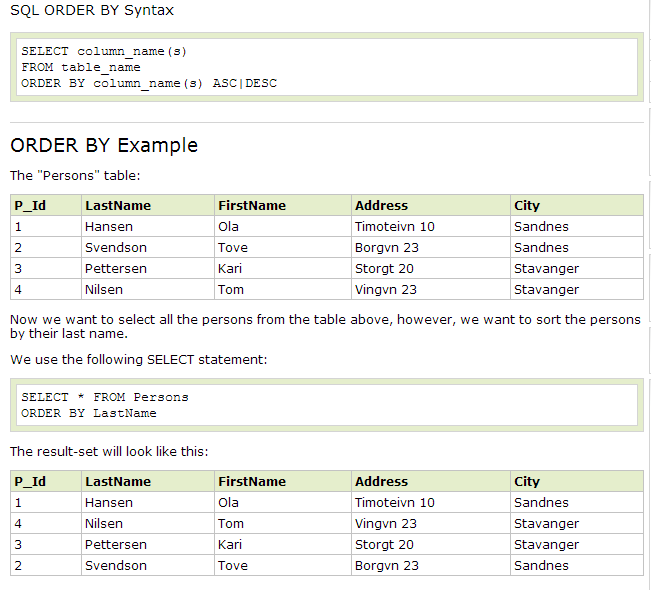 SQL ORDER BY Syntax
SELECT column_name(s)
FROM table_name
ORDER BY column_name(s) ASC|DESC
ORDER BY Example
The "Persons" table:
P_Id LastName FirstName Address City
1 Hansen Ola Timoteivn 10 Sandnes
2 Svendson Tove Borgvn 23 Sandnes
3 Pettersen Kari Storgt 20 Stavanger
4 Nilsen Tom Vingvn 23 Stavanger
Now we want to select all the persons from the table above, however, we want to sort the persons
by their last name.
We use the following SELECT statement:
SELECT * FROM Persons
ORDER BY LastName
The result-set will look like this:
P_Id LastName FirstName Address City
1 Hansen Ola Timoteivn 10 Sandnes
4 Nilsen Tom Vingvn 23 Stavanger
3 Pettersen Kari Storgt 20 Stavanger
2 Svendson Tove Borgvn 23 Sandnes